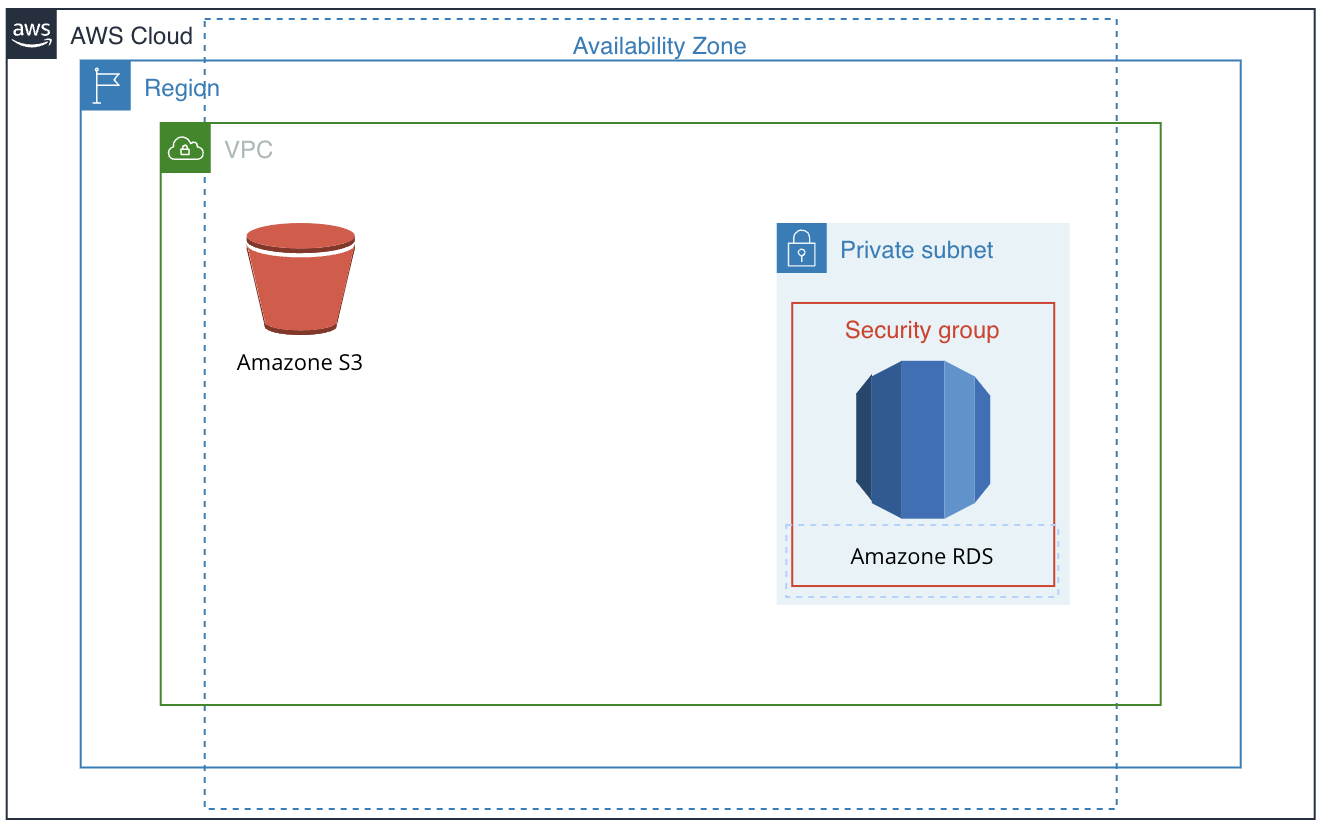 aws
AWS Cloud
Availability Zone
Region
VPC
Private subnet
Security group
Amazone S3
Amazone RDS